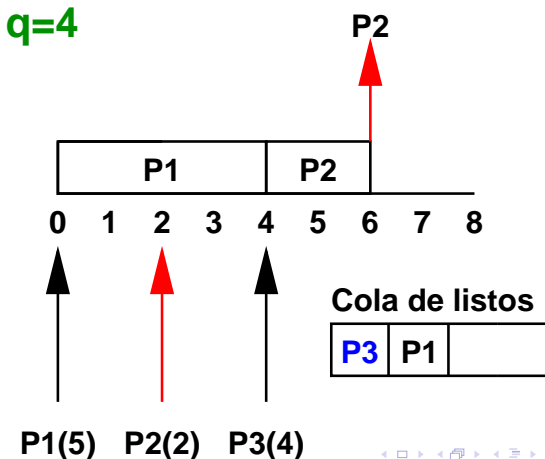 q=4
P2
P1 P2
0 1 2 3 4 5 6 7 8
Cola de listos
P3 P1
P1(5) P2(2) P3(4)